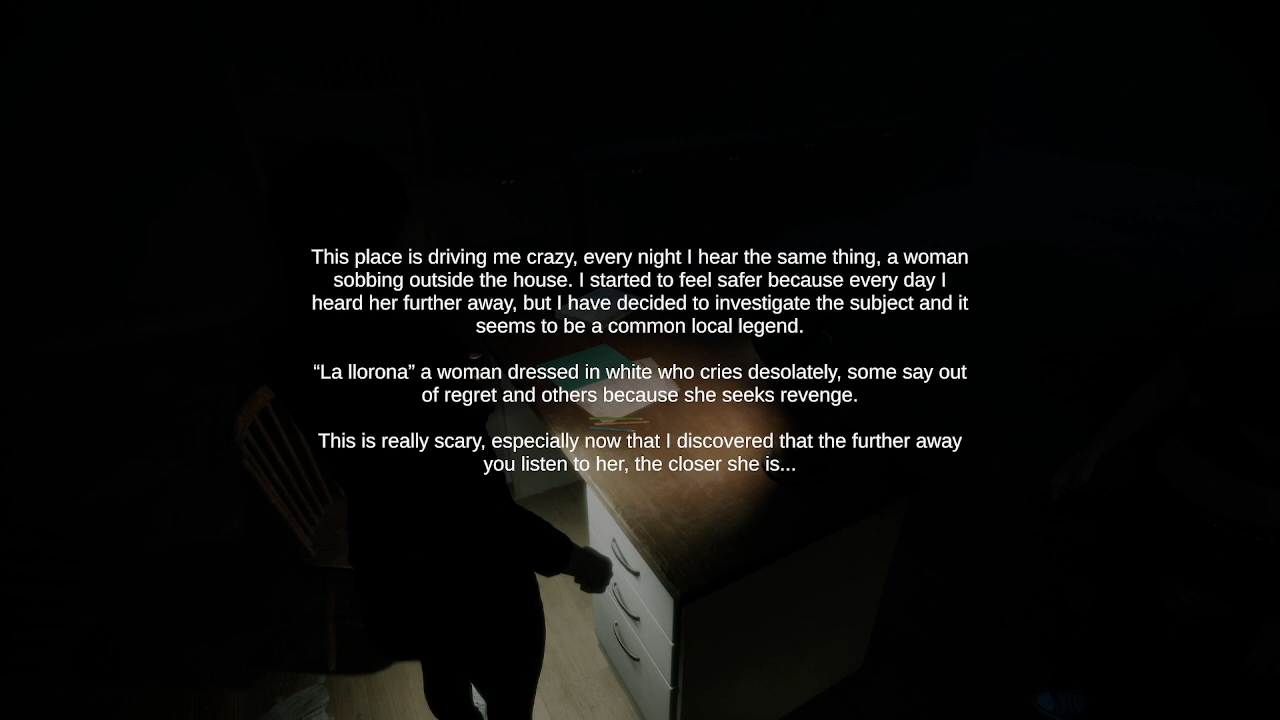 This place is driving me crazy, every night I hear the same thing, a woman
sobbing outside the house. I started to feel safer because every day I
heard her further away, but I have decided to investigate the subject and it
seems to be a common local legend.
“La llorona” a woman dressed in white who cries desolately, some say out
of regret and others because she seeks revenge.
This is really scary, especially now that I discovered that the further away
you listen to her, the closer she is...